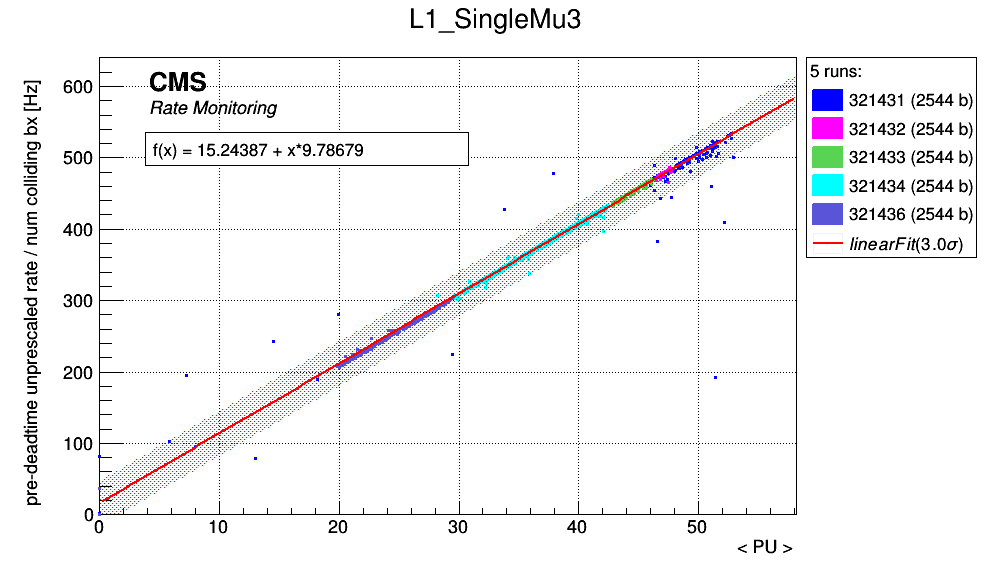 L1_SingleMu3
pre-deadtime unprescaled rate / num colliding bx [Hz]
CMS
Rate Monitoring
f(x) = 15.24387 + x*9.78679
600
500
400
300
200
100
0
0 10 20 30 40 50
< PU >
5 runs:
321431 (2544 b)
321432 (2544 b)
321433 (2544 b)
321434 (2544 b)
321436 (2544 b)
linearFit(3.0σ)